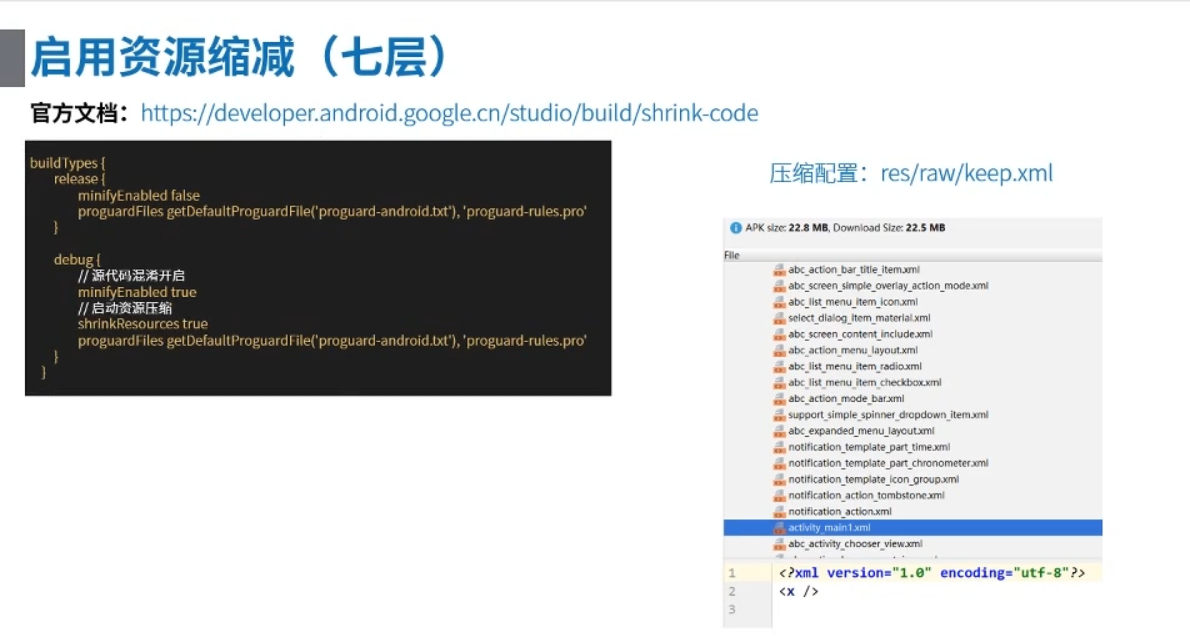 启用资源缩减（七层）
官方文档：https://developer.android.google.cn/studio/build/shrink-code
buildTypes {
release {
minifyEnabled false
proguardFiles getDefaultProguardFile('proguard-android.txt'), 'proguard-rules.pro'
}
debug {
// 源代码混淆开启
minifyEnabled true
// 启动资源压缩
shrinkResources true
proguardFiles getDefaultProguardFile('proguard-android.txt'), 'proguard-rules.pro'
}
}
压缩配置：res/raw/keep.xml
APK size: 22.8 MB, Download Size: 22.5 MB
File
abc_action_bar_title_item.xml
abc_screen_simple_overlay_action_mode.xml
abc_list_menu_item_icon.xml
select_dialog_item_material.xml
abc_screen_content_include.xml
abc_action_menu_layout.xml
abc_list_menu_item_radio.xml
abc_list_menu_item_checkbox.xml
abc_action_mode_bar.xml
support_simple_spinner_dropdown_item.xml
abc_expanded_menu_layout.xml
notification_template_part_time.xml
notification_template_part_chronometer.xml
notification_template_icon_group.xml
notification_action_tombstone.xml
notification_action.xml
activity_main1.xml
abc_activity_chooser_view.xml
1 <?xml version="1.0" encoding="utf-8"?>
2 <x />
3